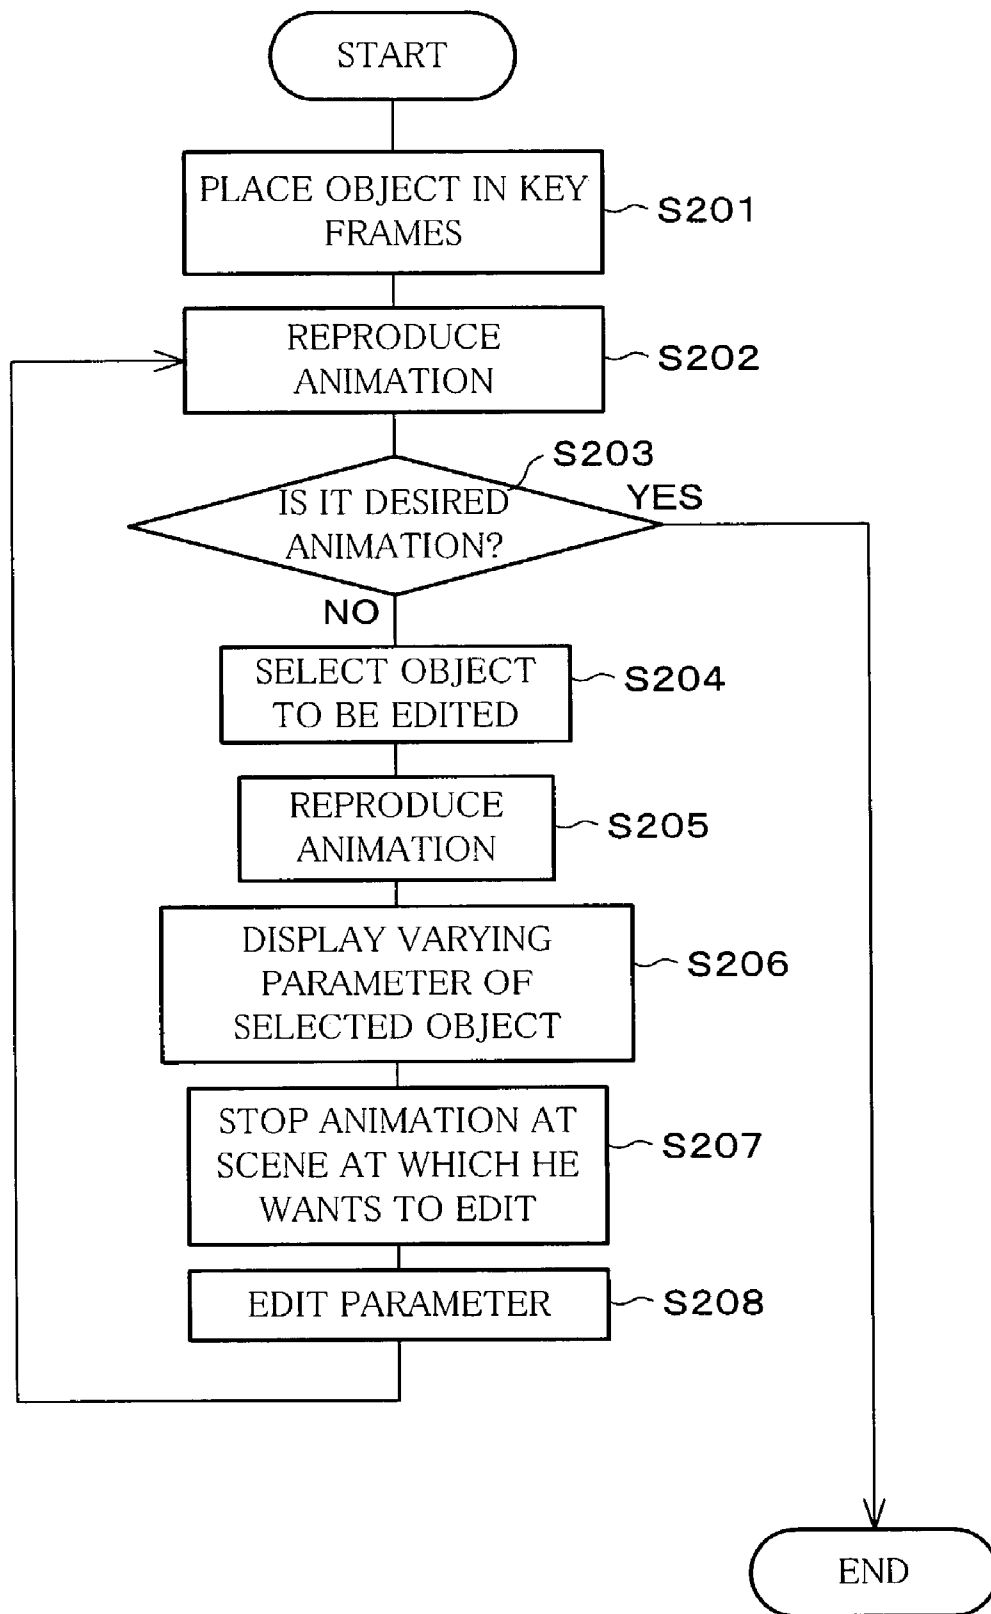 START
PLACE OBJECT IN KEY
FRAMES
S201
REPRODUCE
ANIMATION
S202
S203
IS IT DESIRED
ANIMATION?
YES
NO
SELECT OBJECT
TO BE EDITED
S204
REPRODUCE
ANIMATION
S205
DISPLAY VARYING
PARAMETER OF
SELECTED OBJECT
S206
STOP ANIMATION AT
SCENE AT WHICH HE
WANTS TO EDIT
S207
EDIT PARAMETER
S208
END